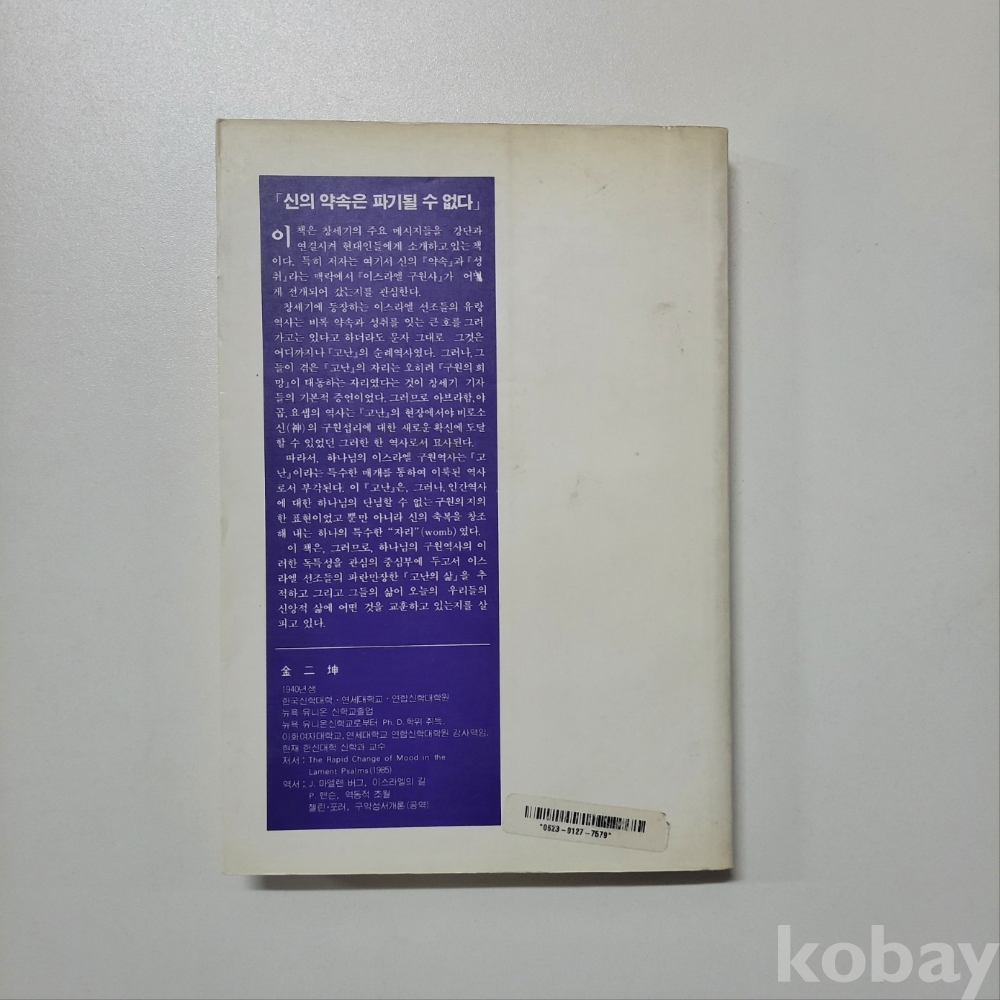 「신의 약속은 파기될 수 없다」
이 책은 창세기의 주요 메시지들을 강단과
연결시켜 현대인들에게 소개하고 있는 책
이다. 특히 저자는 여기서 신의 『약속』과 『성
취』라는 맥락에서 『이스라엘 구원사』가 어떻
게 전개되어 갔는지를 관심한다.
창세기에 등장하는 이스라엘 선조들의 유랑
역사는 비록 약속과 성취를 잇는 큰 호를 그려
가고는 있다고 하더라도 문자 그대로 그것은
어디까지나 『고난』의 순례역사였다. 그러나, 그
들이 겪은 『고난』의 자리는 오히려 『구원의 희
망』이 태동하는 자리였다는 것이 창세기 기자
들의 기본적 증언이었다. 그러므로 아브라함, 야
곱, 요셉의 역사는 『고난』의 현장에서야 비로소
신(神)의 구원섭리에 대한 새로운 확신에 도달
할 수 있었던 그러한 한 역사로서 묘사된다.
따라서, 하나님의 이스라엘 구원역사는 『고
난』이라는 특수한 매개를 통하여 이룩된 역사
로서 부각된다. 이 『고난』은, 그러나, 인간역사
에 대한 하나님의 단념할 수 없는 구원의지의
한 표현이었고 뿐만 아니라 신의 축복을 창조
해 내는 하나의 특수한 "자리"(womb)였다.
이 책은, 그러므로, 하나님의 구원역사의 이
러한 독특성을 관심의 중심부에 두고서 이스
라엘 선조들의 파란만장한 『고난의 삶』을 추
적하고 그리고 그들의 삶이 오늘의 우리들의
신앙적 삶에 어떤 것을 교훈하고 있는지를 살
피고 있다.
金二坤
1940년생
한국신학대학·연세대학교·연합신학대학원
뉴욕 유니온 신학교졸업
뉴욕 유니온신학교로부터 Ph.D.학위 취득.
이화여자대학교, 연세대학교 연합신학대학원 강사역임.
현재 한신대학 신학과 교수
저서: The Rapid Change of Mood in the
Lament Psalms(1985)
역서: J. 마엘렌버그, 이스라엘의 길
P. 핸슨, 역동적 초월
젤린·포러, 구약성서개론(공역)
*0523-0127-7579*
kobay